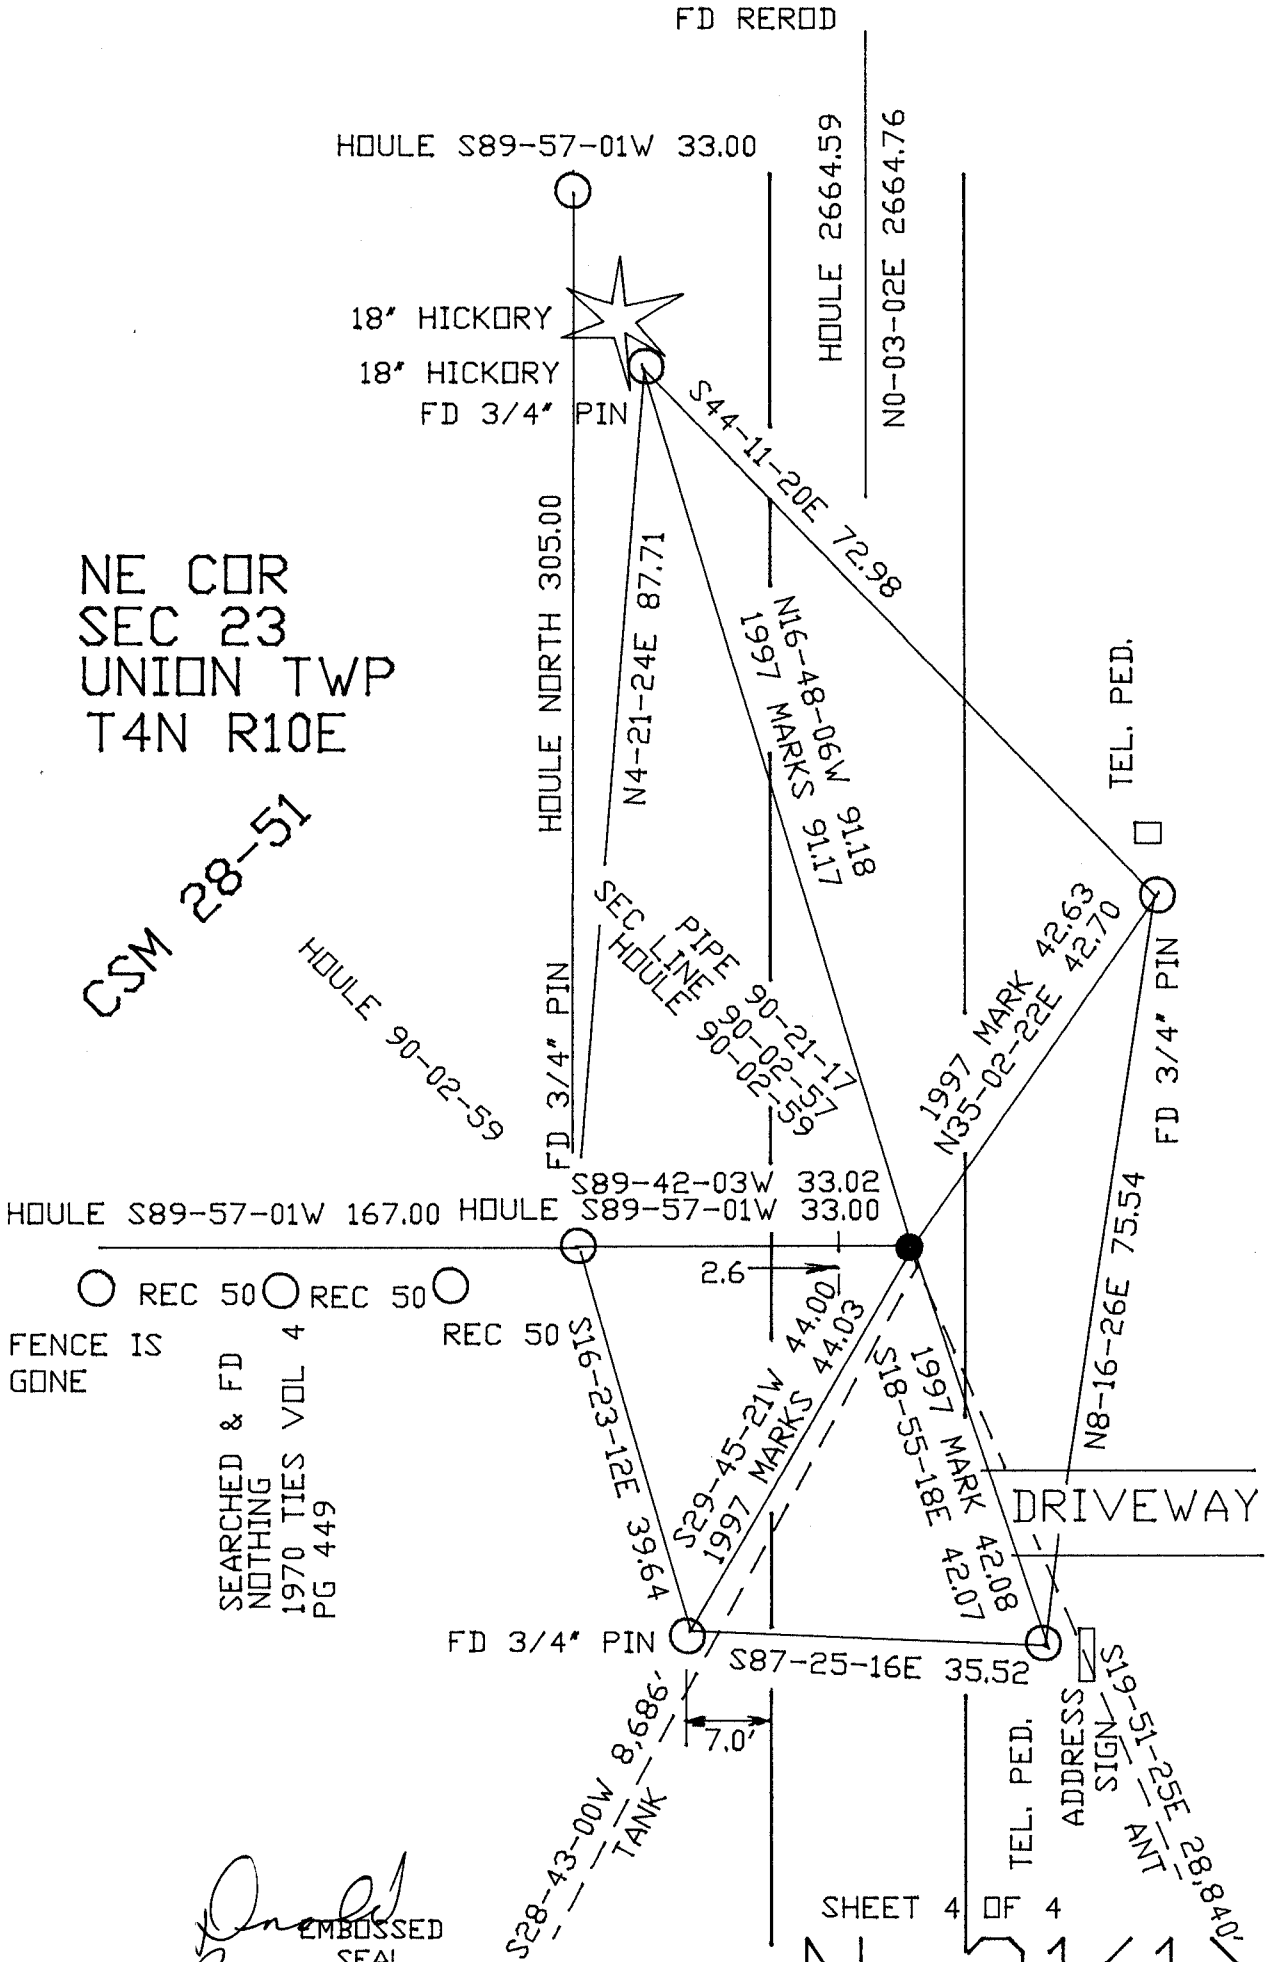 FD REROD
HOULE S89-57-01W 33.00
HOULE 2664.59
N0-03-02E 2664.76
18" HICKORY
18" HICKORY
FD 3/4" PIN
S44-11-20E 72.98
HOULE NORTH 305.00
N4-21-24E 87.71
N16-48-06W 91.18
1997 MARKS 91.17
NE COR
SEC 23
UNION TWP
T4N R10E
CSM 28-51
TEL. PED.
HOULE 90-02-59
PIPE 90-21-17
SEC LINE 90-02-57
HOULE 90-02-59
FD 3/4" PIN
1997 MARK 42.63
N35-02-22E 42.70
FD 3/4" PIN
S89-42-03W 33.02
HOULE S89-57-01W 167.00
HOULE S89-57-01W 33.00
2.6
REC 50
REC 50
REC 50
FENCE IS
GONE
SEARCHED & FD
NOTHING
1970 TIES VOL 4
PG 449
S16-23-12E 39.64
S29-45-21W 44.00
1997 MARKS 44.03
1997 MARK 42.08
S18-55-18E 42.07
N8-16-26E 75.54
DRIVEWAY
FD 3/4" PIN
S87-25-16E 35.52
7.0'
S28-43-00W 8,686'
TANK
TEL. PED.
ADDRESS
SIGN
S19-51-25E 28,840'
ANT
SHEET 4 OF 4
EMBOSSED
SEAL